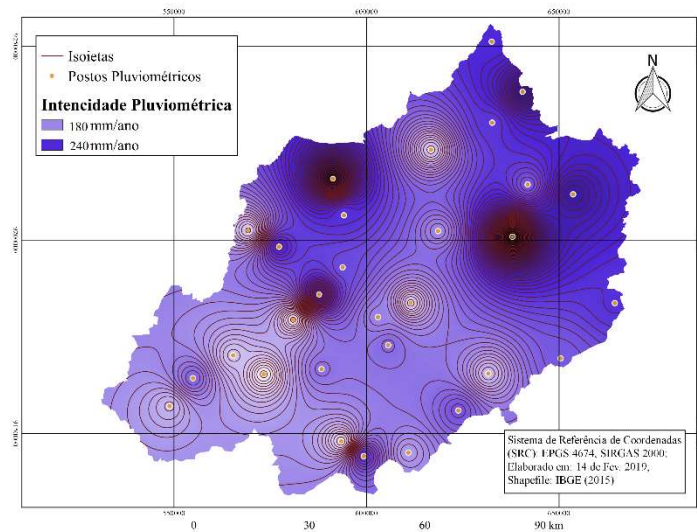 550000 600000 650000
N
Isoietas
Postos Pluviométricos
Intencidade Pluviométrica
180 mm/ano
240 mm/ano
Sistema de Referência de Coordenadas
(SRC): EPGS 4674, SIRGAS 2000;
Elaborado em: 14 de Fev. 2019,
Shapefile: IBGE (2015)
550000 600000 650000
0 30 60 90 km